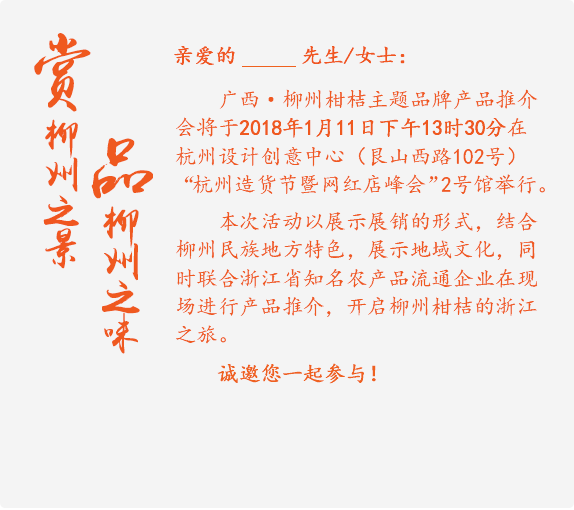 赏柳州之景
品柳州之味
亲爱的 _____ 先生/女士：
广西·柳州柑桔主题品牌产品推介
会将于2018年1月11日下午13时30分在
杭州设计创意中心（艮山西路102号）
“杭州造货节暨网红店峰会”2号馆举行。
本次活动以展示展销的形式，结合
柳州民族地方特色，展示地域文化，同
时联合浙江省知名农产品流通企业在现
场进行产品推介，开启柳州柑桔的浙江
之旅。
诚邀您一起参与！